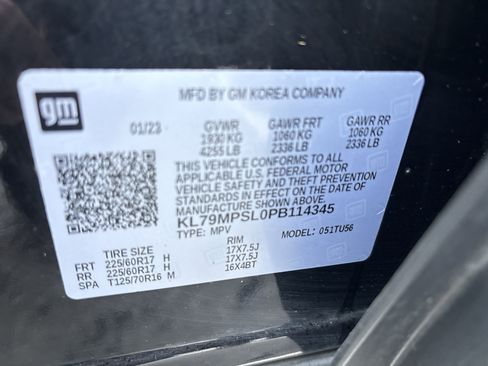 gm
MFD BY GM KOREA COMPANY
01/23 GVWR GAWR FRT GAWR RR
1930 KG 1060 KG 1060 KG
4255 LB 2336 LB 2336 LB
THIS VEHICLE CONFORMS TO ALL
APPLICABLE U.S. FEDERAL MOTOR
VEHICLE SAFETY AND THEFT PREVENTION
STANDARDS IN EFFECT ON THE DATE OF
MANUFACTURE SHOWN ABOVE.
KL79MPSL0PB114345
TYPE: MPV MODEL: 051TU56
TIRE SIZE RIM
FRT 225/60R17 H 17X7.5J
RR 225/60R17 H 17X7.5J
SPA T125/70R16 M 16X4BT